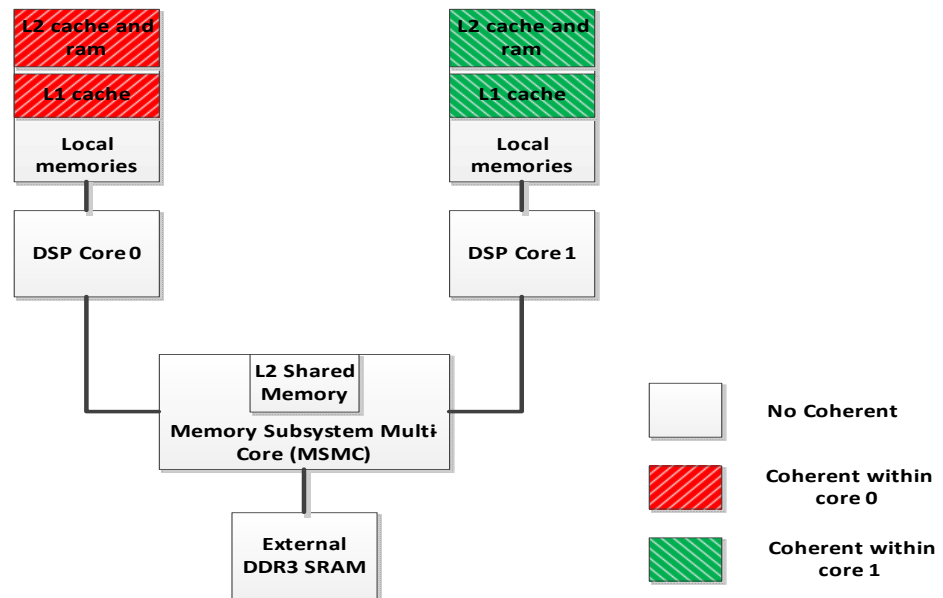 L2 cache and
ram
L1 cache
Local
memories
DSP Core 0
L2 cache and
ram
L1 cache
Local
memories
DSP Core 1
L2 Shared
Memory
Memory Subsystem Multi-
Core (MSMC)
External
DDR3 SRAM
No Coherent
Coherent within
core 0
Coherent within
core 1